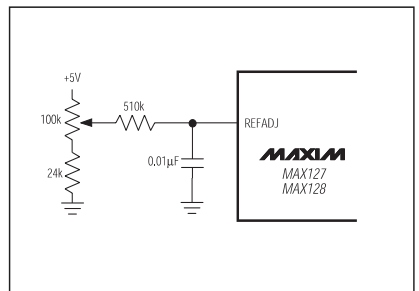 +5V
510k
100k
REFADJ
0.01µF
24k
MAXIM
MAX127
MAX128